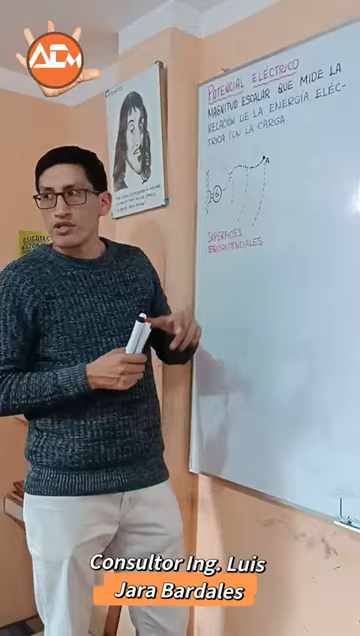 AEm
POTENCIAL ELÉCTRICO
MAGNITUD ESCALAR QUE MIDE LA
RELACIÓN DE LA ENERGÍA ELÉC-
TRICA CON LA CARGA
A
SUPERFICIES
EQUIPOTENCIALES
Consultor Ing. Luis
Jara Bardales